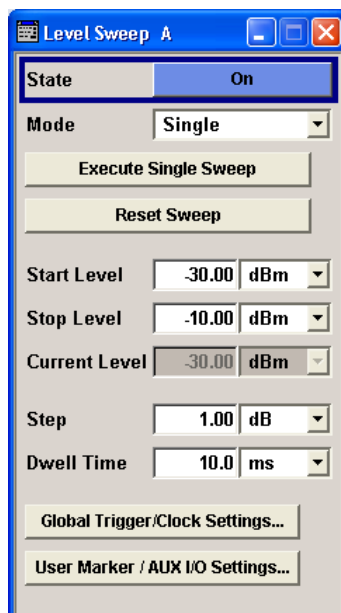 Level Sweep A
State On
Mode Single
Execute Single Sweep
Reset Sweep
Start Level -30.00 dBm
Stop Level -10.00 dBm
Current Level -30.00 dBm
Step 1.00 dB
Dwell Time 10.0 ms
Global Trigger/Clock Settings...
User Marker / AUX I/O Settings...